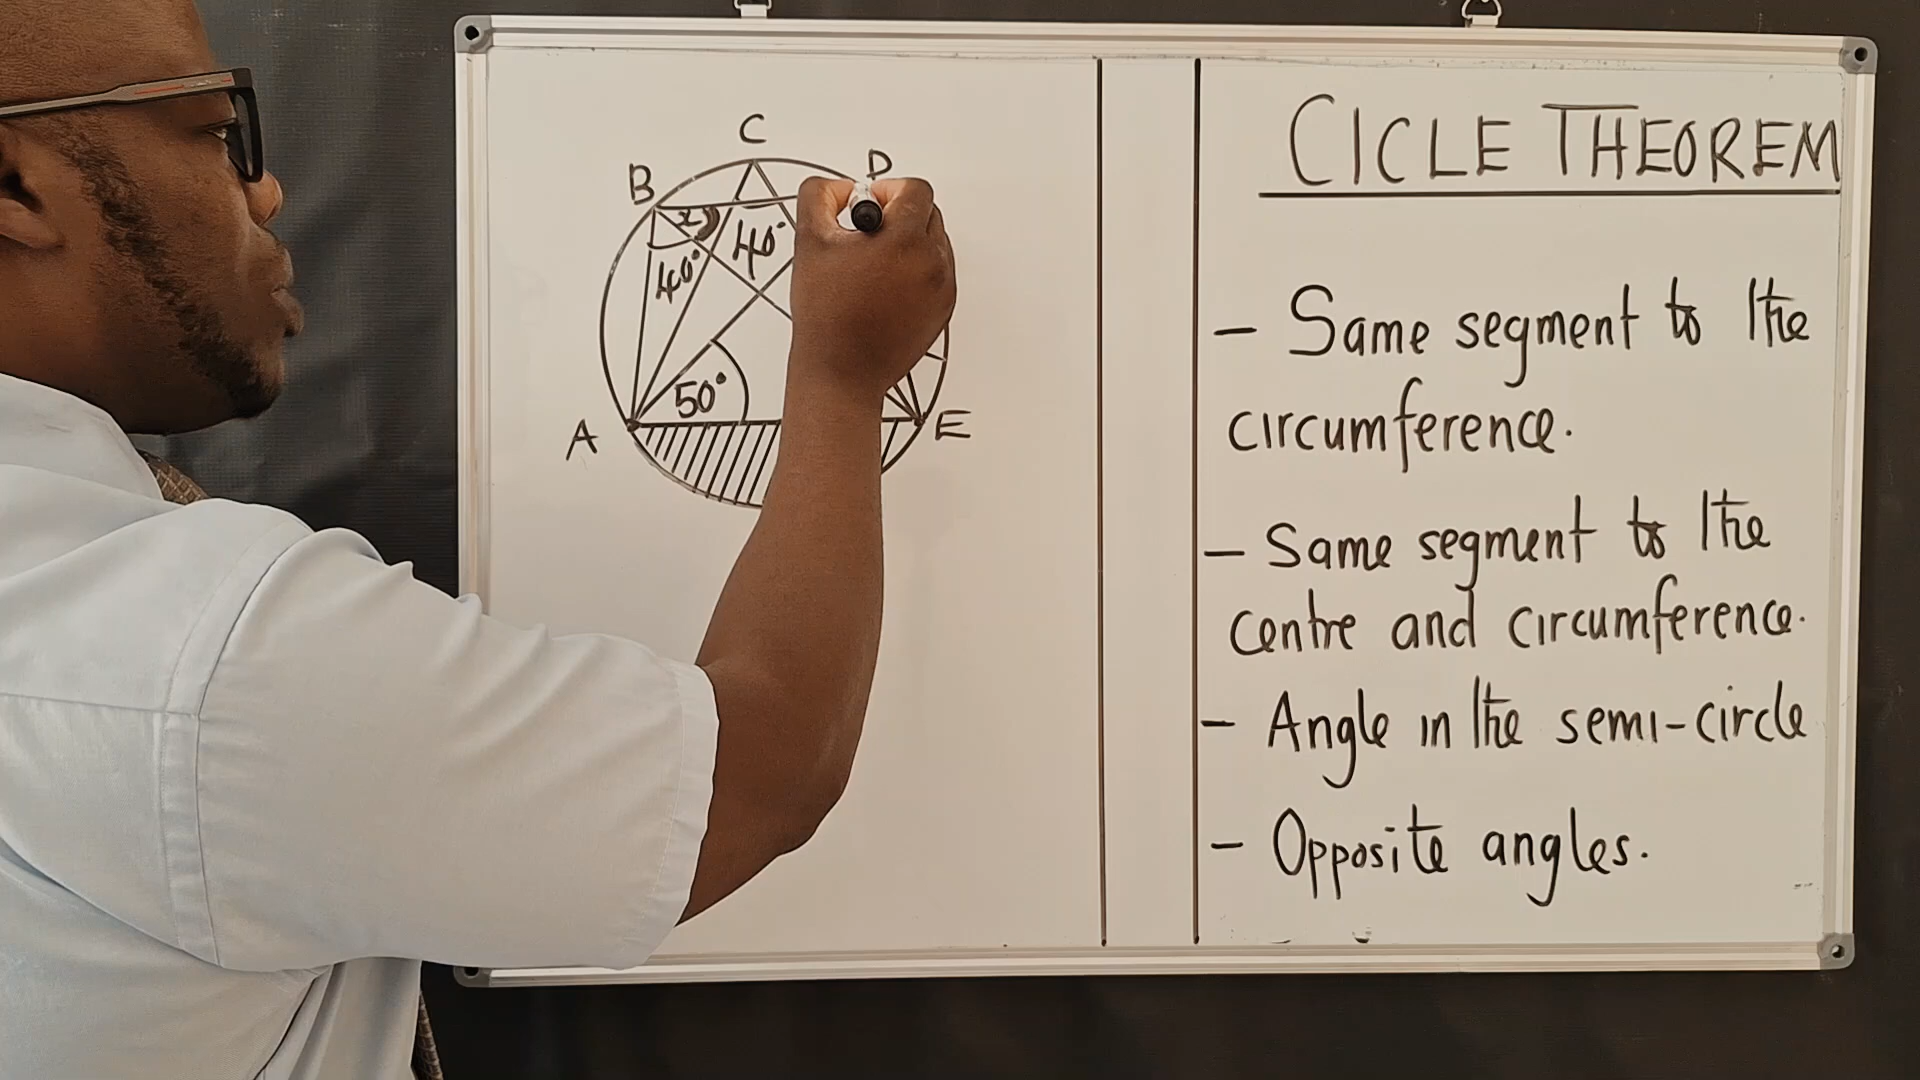 C
B
D
x
40°
40°
50°
A
E
CICLE THEOREM
- Same segment to the
circumference.
- Same segment to the
centre and circumference.
- Angle in the semi-circle
- Opposite angles.